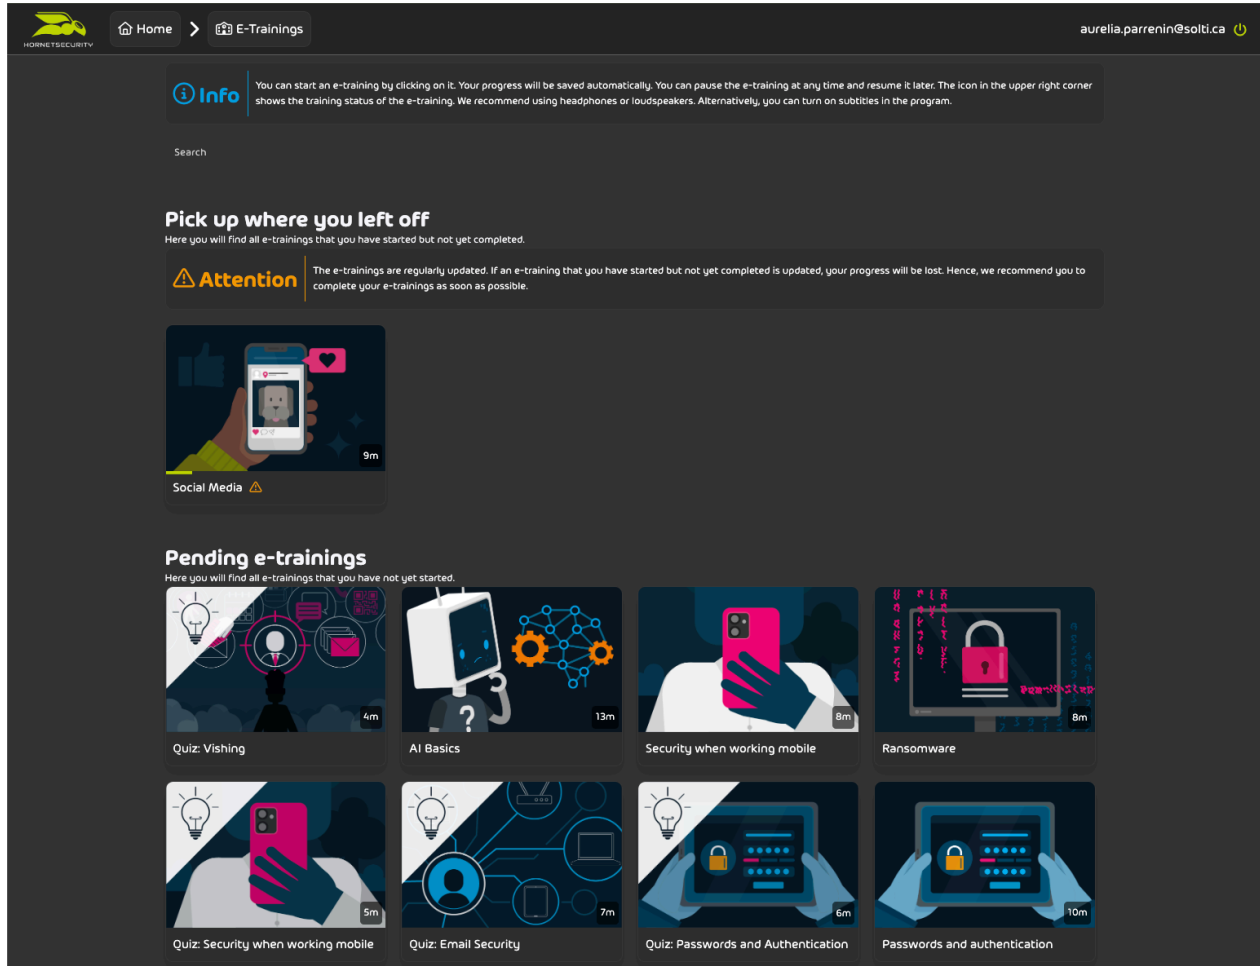 HORNETSECURITY
Home
E-Trainings
aurelia.parrenin@solti.ca
Info
You can start an e-training by clicking on it. Your progress will be saved automatically. You can pause the e-training at any time and resume it later. The icon in the upper right corner
shows the training status of the e-training. We recommend using headphones or loudspeakers. Alternatively, you can turn on subtitles in the program.
Search
Pick up where you left off
Here you will find all e-trainings that you have started but not yet completed.
Attention
The e-trainings are regularly updated. If an e-training that you have started but not yet completed is updated, your progress will be lost. Hence, we recommend you to
complete your e-trainings as soon as possible.
9m
Social Media
Pending e-trainings
Here you will find all e-trainings that you have not yet started.
4m
13m
8m
8m
Quiz: Vishing
AI Basics
Security when working mobile
Ransomware
?
5m
7m
6m
10m
Quiz: Security when working mobile
Quiz: Email Security
Quiz: Passwords and Authentication
Passwords and authentication